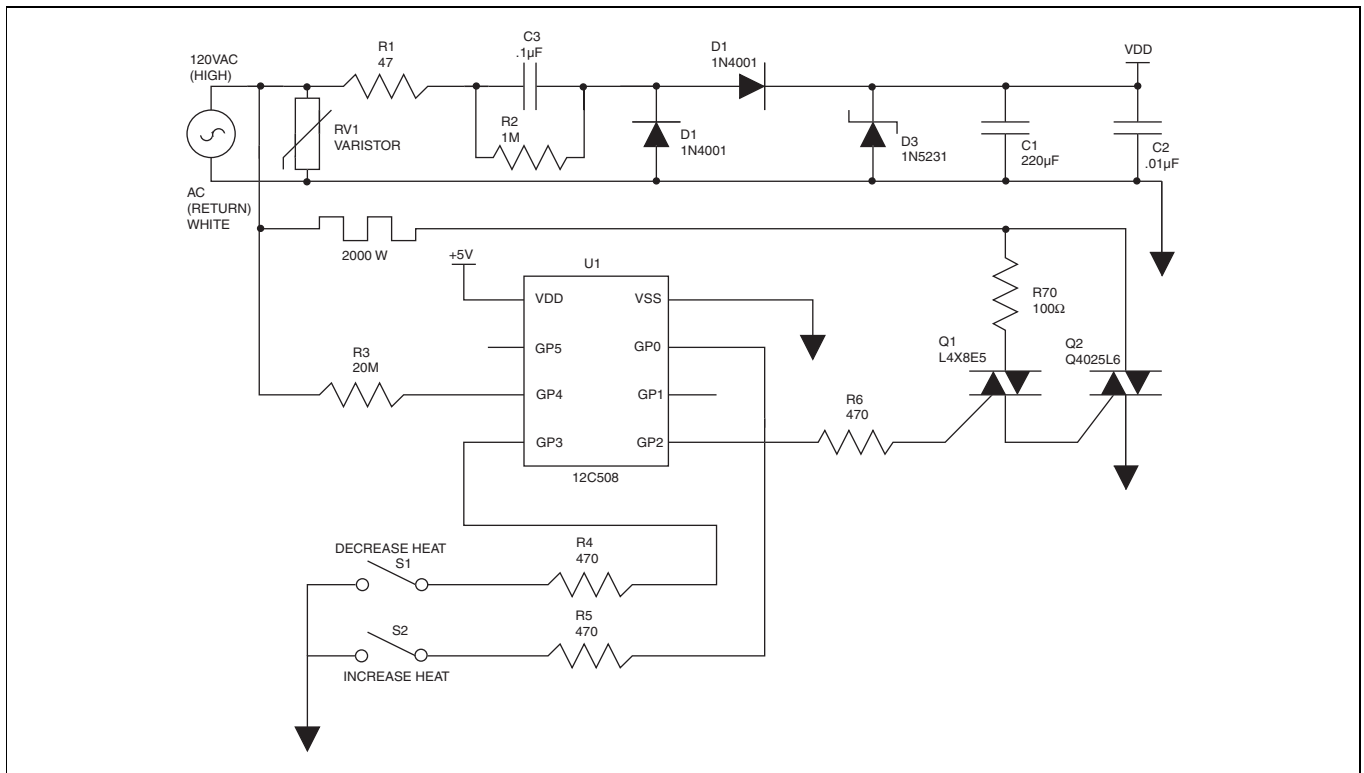 120VAC
(HIGH)
R1
47
C3
.1µF
D1
1N4001
VDD
RV1
VARISTOR
R2
1M
D1
1N4001
D3
1N5231
C1
220µF
C2
.01µF
AC
(RETURN)
WHITE
2000 W
+5V
U1
VDD
VSS
GP5
GP0
GP4
GP1
GP3
GP2
12C508
R70
100Ω
Q1
L4X8E5
Q2
Q4025L6
R3
20M
R6
470
DECREASE HEAT
S1
R4
470
S2
R5
470
INCREASE HEAT